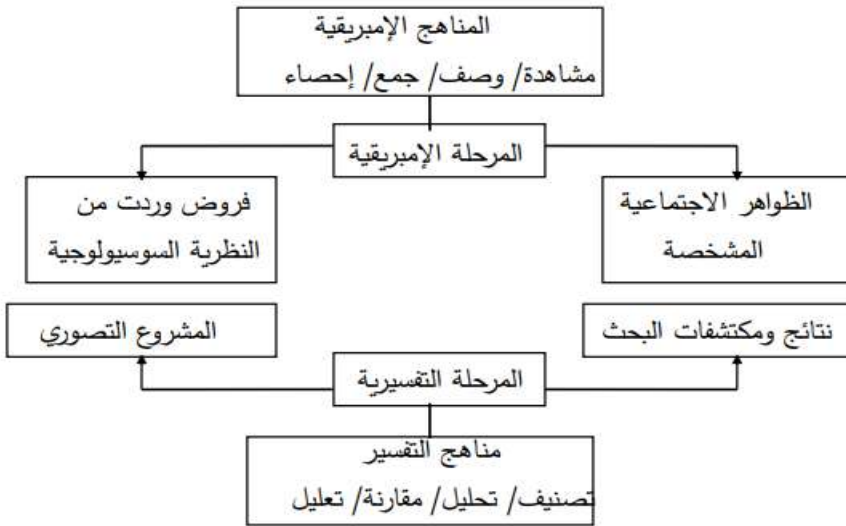 المناهج الإمبريقية
مشاهدة/ وصف/ جمع/ إحصاء
المرحلة الإمبريقية
الظواهر الاجتماعية
المشخصة
فروض وردت من
النظرية السوسيولوجية
نتائج ومكتشفات البحث
المشروع التصوري
المرحلة التفسيرية
مناهج التفسير
تصنيف/ تحليل/ مقارنة/ تعليل